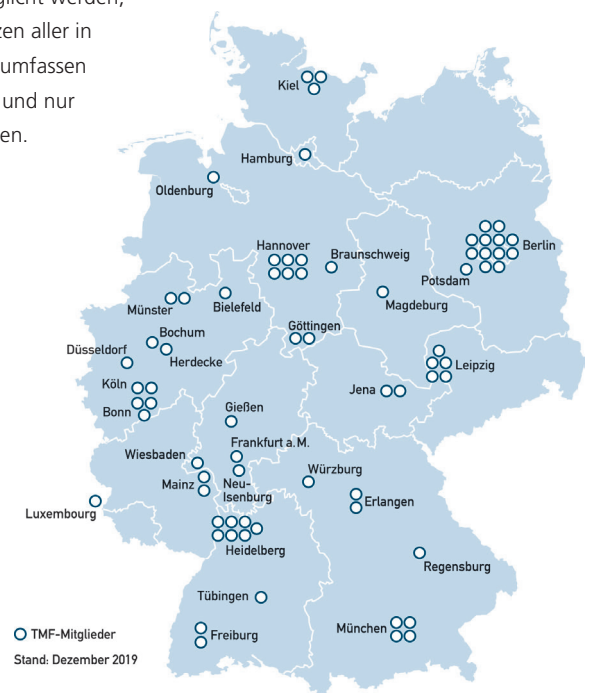 glicht werden,
zen aller in
umfassen
und nur
en.
Kiel
Hamburg
Oldenburg
Hannover
Braunschweig
Berlin
Potsdam
Magdeburg
Münster
Bielefeld
Göttingen
Bochum
Düsseldorf
Herdecke
Leipzig
Köln
Jena
Bonn
Gießen
Frankfurt a. M.
Wiesbaden
Würzburg
Mainz
Neu-
Isenburg
Erlangen
Luxembourg
Heidelberg
Regensburg
Tübingen
München
Freiburg
TMF-Mitglieder
Stand: Dezember 2019